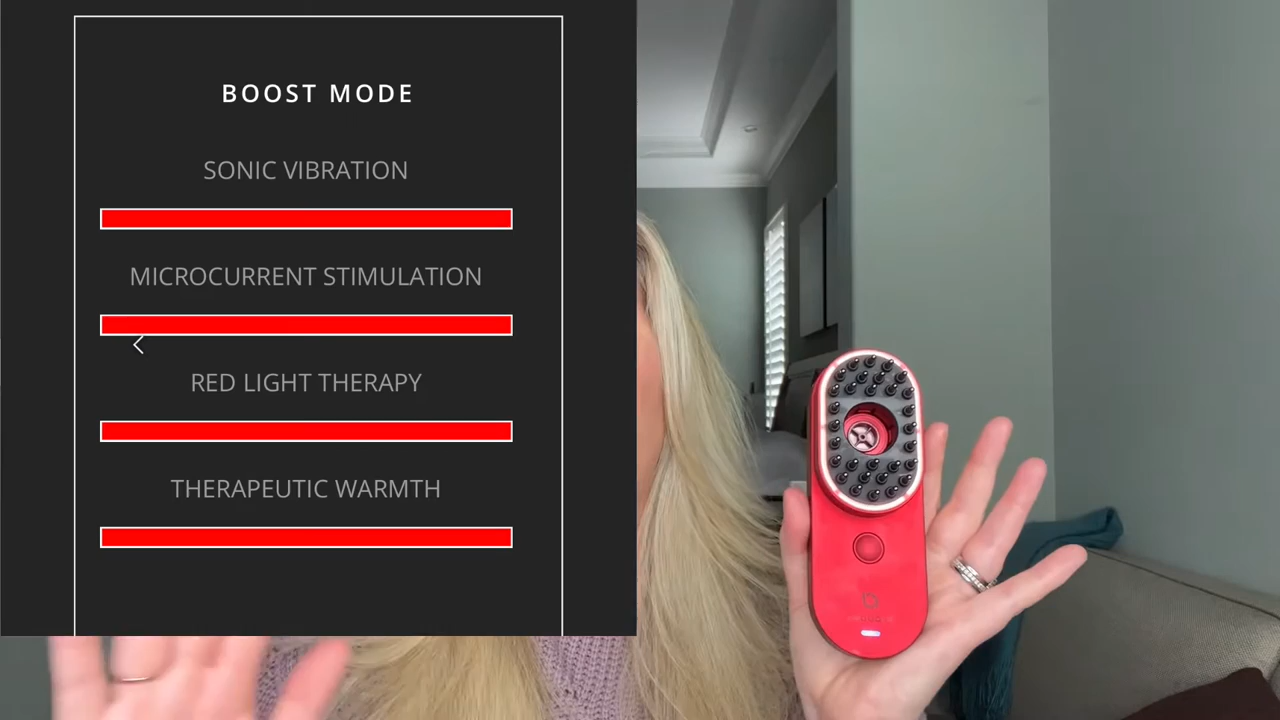 BOOST MODE
SONIC VIBRATION
MICROCURRENT STIMULATION
RED LIGHT THERAPY
THERAPEUTIC WARMTH